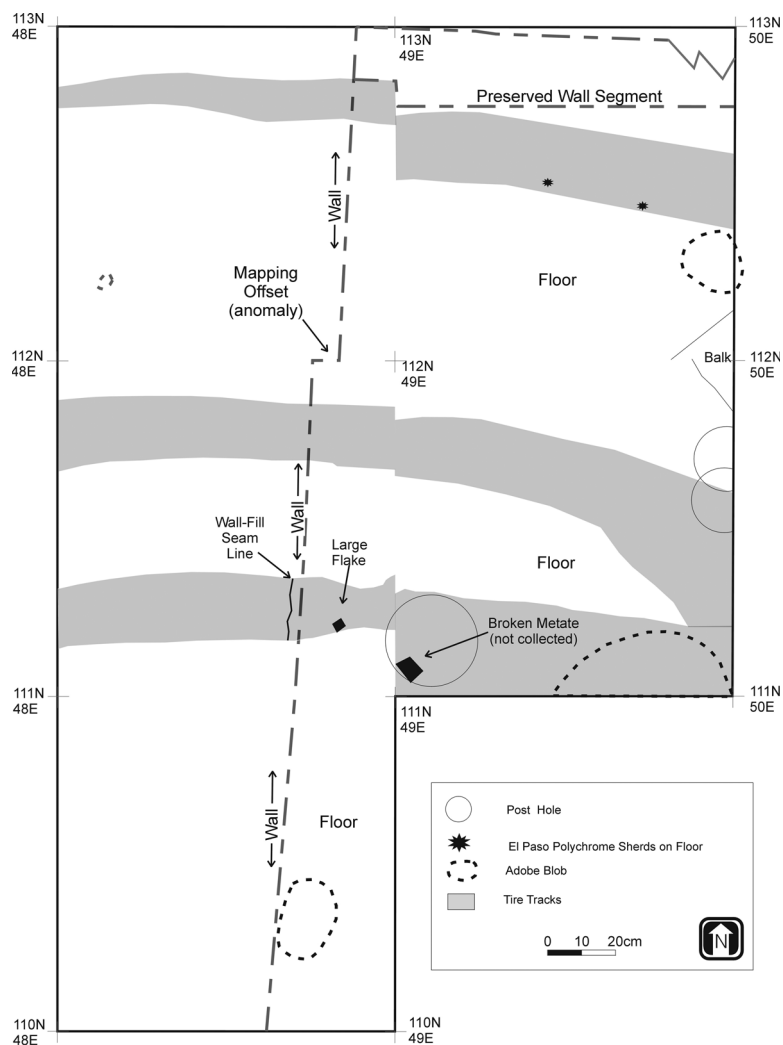 113N
48E
113N
49E
113N
50E
Preserved Wall Segment
Wall
Mapping
Offset
(anomaly)
Floor
112N
48E
112N
49E
Balk
112N
50E
Wall
Wall-Fill
Seam
Line
Large
Flake
Floor
Broken Metate
(not collected)
111N
48E
111N
49E
111N
50E
Wall
Floor
Post Hole
El Paso Polychrome Sherds on Floor
Adobe Blob
Tire Tracks
0 10 20cm
N
110N
48E
110N
49E